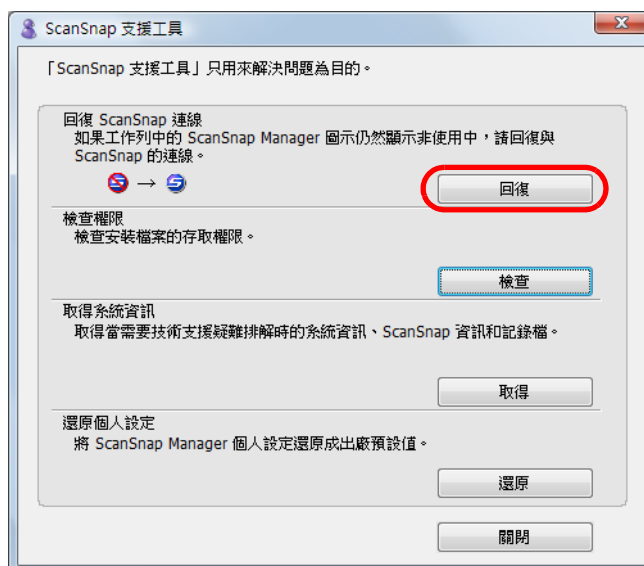 ScanSnap 支援工具
「ScanSnap 支援工具」只用來解決問題為目的。
回復 ScanSnap 連線
如果工作列中的 ScanSnap Manager 圖示仍然顯示非使用中，請回復與
ScanSnap 的連線。
→
回復
檢查權限
檢查安裝檔案的存取權限。
檢查
取得系統資訊
取得當需要技術支援疑難排解時的系統資訊、ScanSnap 資訊和記錄檔。
取得
還原個人設定
將 ScanSnap Manager 個人設定還原成出廠預設值。
還原
關閉